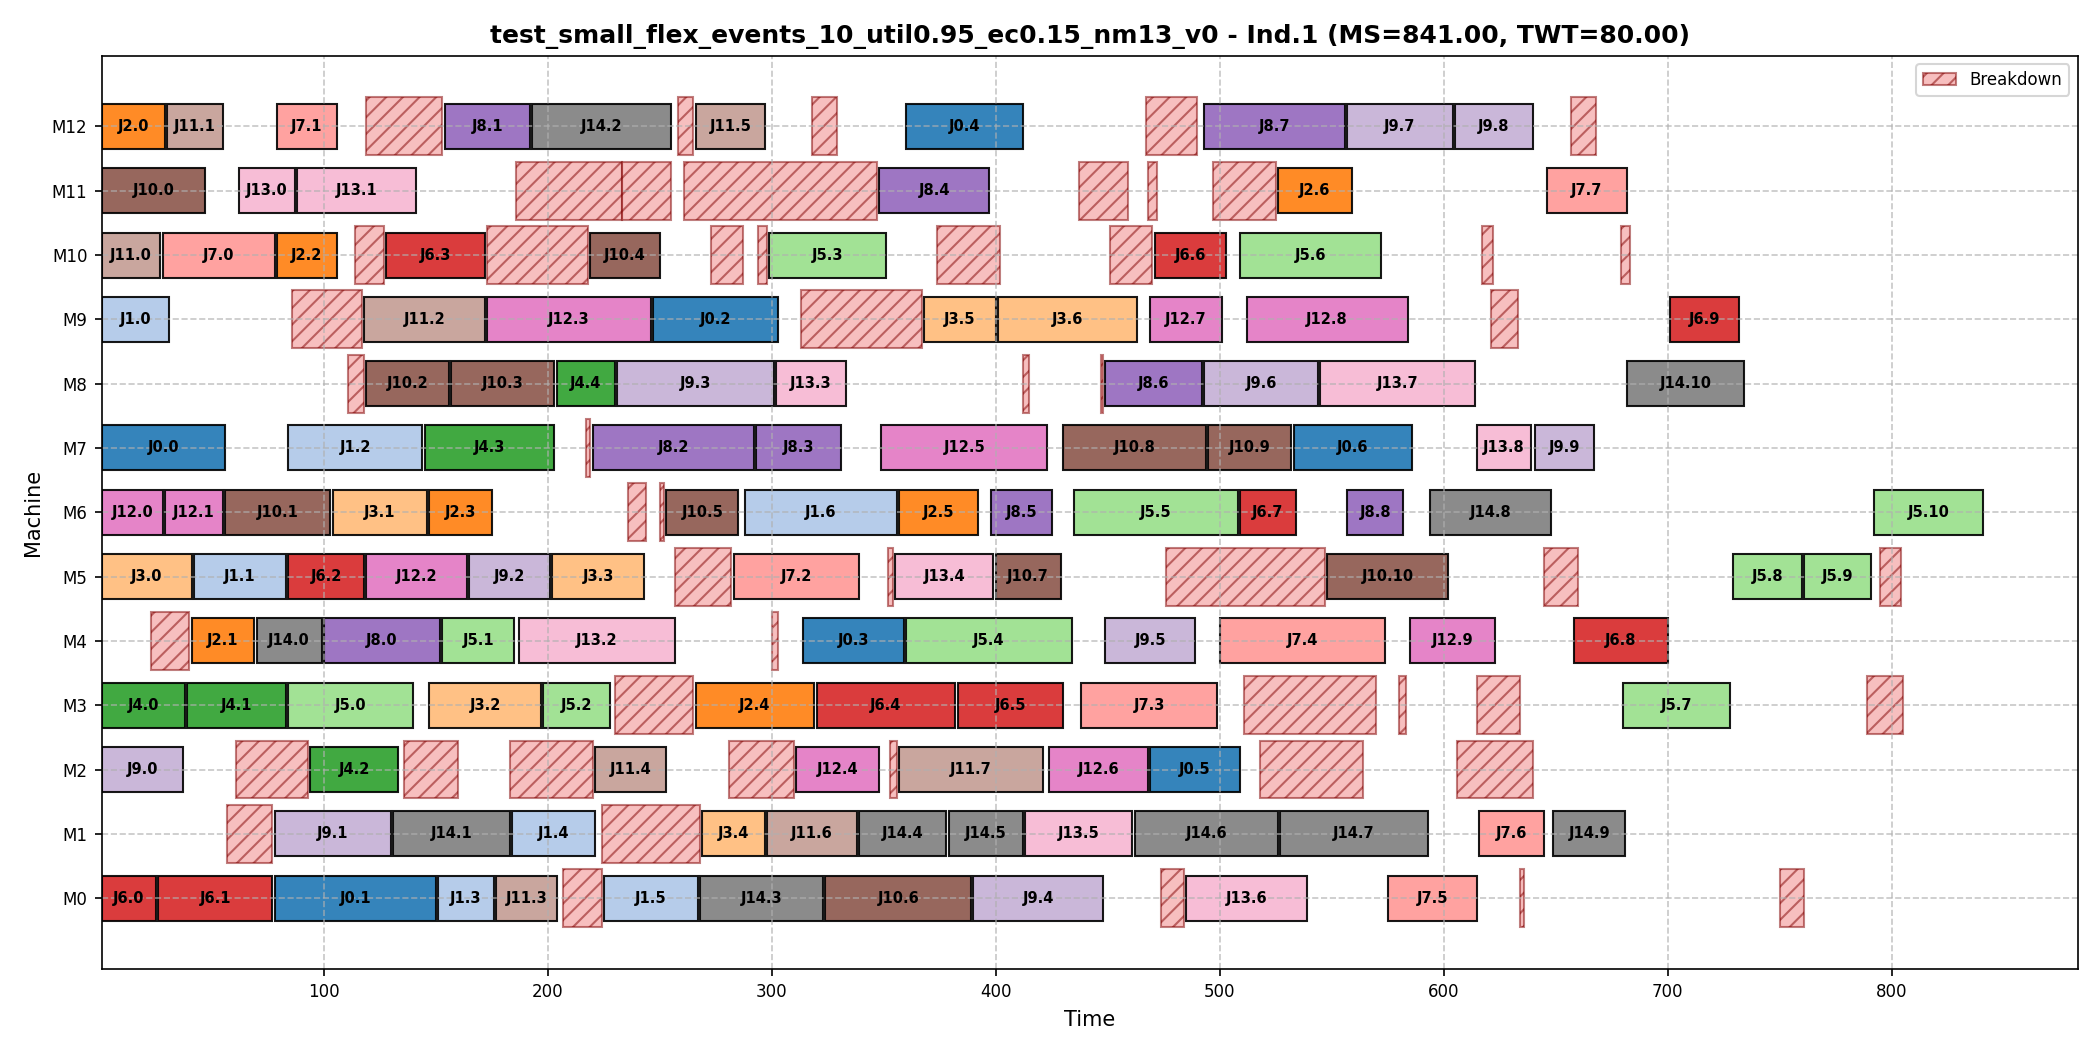 test_small_flex_events_10_util0.95_ec0.15_nm13_v0 - Ind.1 (MS=841.00, TWT=80.00)
Breakdown
M12 J2.0 J11.1 J7.1 J8.1 J14.2 J11.5 J0.4 J8.7 J9.7 J9.8
M11 J10.0 J13.0 J13.1 J8.4 J2.6 J7.7
M10 J11.0 J7.0 J2.2 J6.3 J10.4 J5.3 J6.6 J5.6
M9 J1.0 J11.2 J12.3 J0.2 J3.5 J3.6 J12.7 J12.8 J6.9
M8 J10.2 J10.3 J4.4 J9.3 J13.3 J8.6 J9.6 J13.7 J14.10
M7 J0.0 J1.2 J4.3 J8.2 J8.3 J12.5 J10.8 J10.9 J0.6 J13.8 J9.9
M6 J12.0 J12.1 J10.1 J3.1 J2.3 J10.5 J1.6 J2.5 J8.5 J5.5 J6.7 J8.8 J14.8 J5.10
M5 J3.0 J1.1 J6.2 J12.2 J9.2 J3.3 J7.2 J13.4 J10.7 J10.10 J5.8 J5.9
M4 J2.1 J14.0 J8.0 J5.1 J13.2 J0.3 J5.4 J9.5 J7.4 J12.9 J6.8
M3 J4.0 J4.1 J5.0 J3.2 J5.2 J2.4 J6.4 J6.5 J7.3 J5.7
M2 J9.0 J4.2 J11.4 J12.4 J11.7 J12.6 J0.5
M1 J9.1 J14.1 J1.4 J3.4 J11.6 J14.4 J14.5 J13.5 J14.6 J14.7 J7.6 J14.9
M0 J6.0 J6.1 J0.1 J1.3 J11.3 J1.5 J14.3 J10.6 J9.4 J13.6 J7.5
Machine
100 200 300 400 500 600 700 800
Time